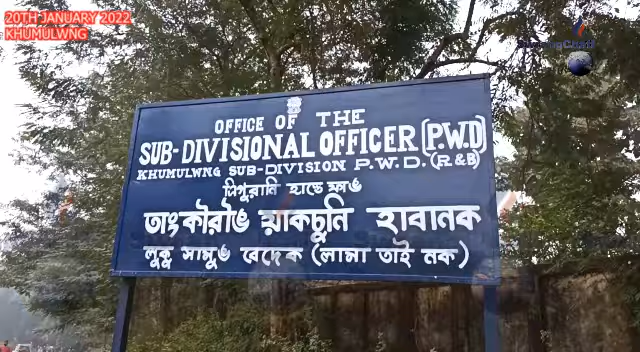 20TH JANUARY 2022
KHUMULWNG
OFFICE OF THE
SUB-DIVISIONAL OFFICER (P.W.D)
KHUMULWNG SUB-DIVISION P.W.D. (R&B)
ত্রিপুরানি হাস্তে ফাঙ
তাংকীরীঙ য়াকচুনি হাবানক
লুকু সামুঙ বেদেক (লামা তাই নক)